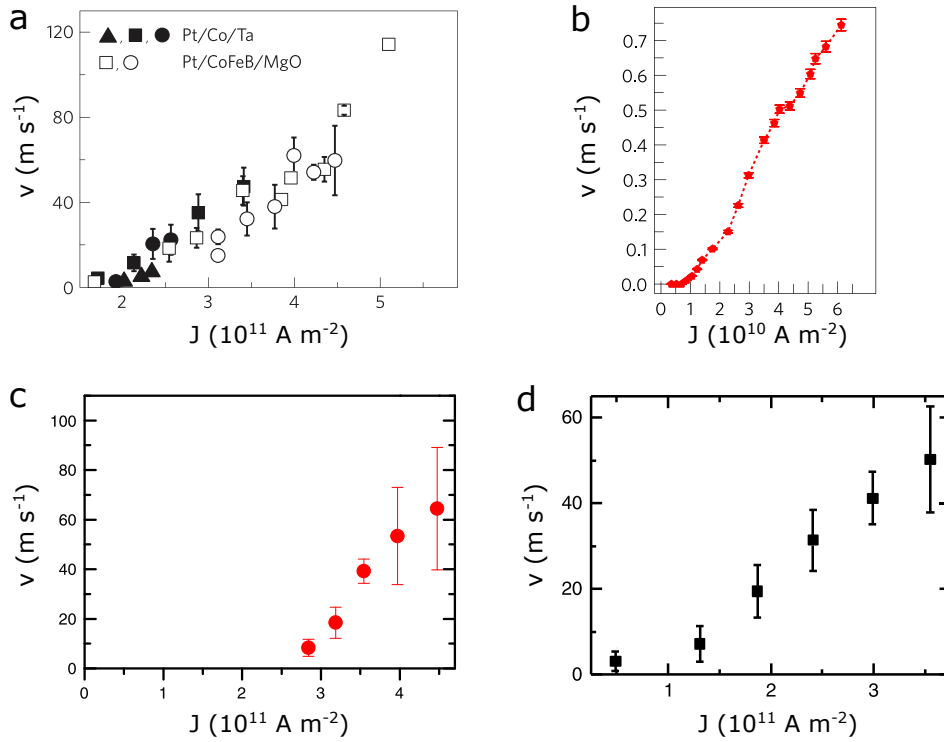 a
120
80
40
0
v (m s⁻¹)
▲, ■, ● Pt/Co/Ta
□, ○ Pt/CoFeB/MgO
2 3 4 5
J (10¹¹ A m⁻²)
b
0.7
0.6
0.5
0.4
0.3
0.2
0.1
0.0
v (m s⁻¹)
0 1 2 3 4 5 6
J (10¹⁰ A m⁻²)
c
100
80
60
40
20
0
v (m s⁻¹)
0 1 2 3 4
J (10¹¹ A m⁻²)
d
60
40
20
0
v (m s⁻¹)
1 2 3
J (10¹¹ A m⁻²)